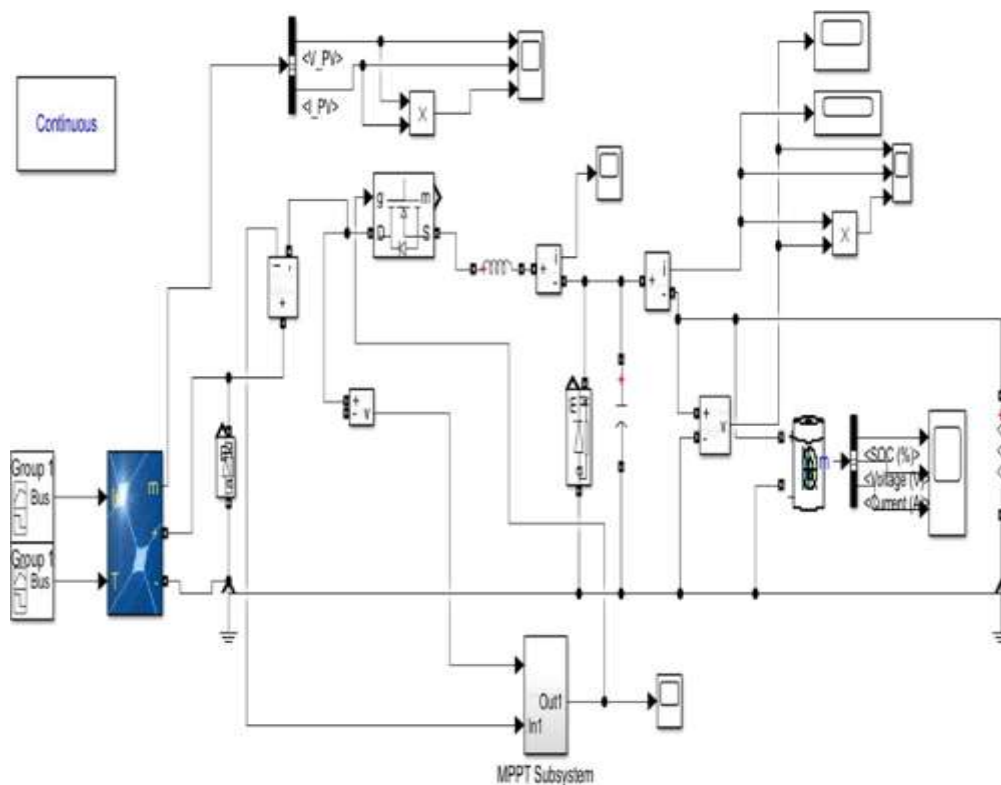 <V_PV>
<I_PV>
Continuous
X
g
m
D
S
i
+
-
i
+
-
X
- ,
+
+
-
v
m
+
-
v
m
<SOC (%)>
<Voltage (V)>
<Current (A)>
Group 1
Bus
m
+
Group 1
Bus
T
-
Out1
In1
MPPT Subsystem